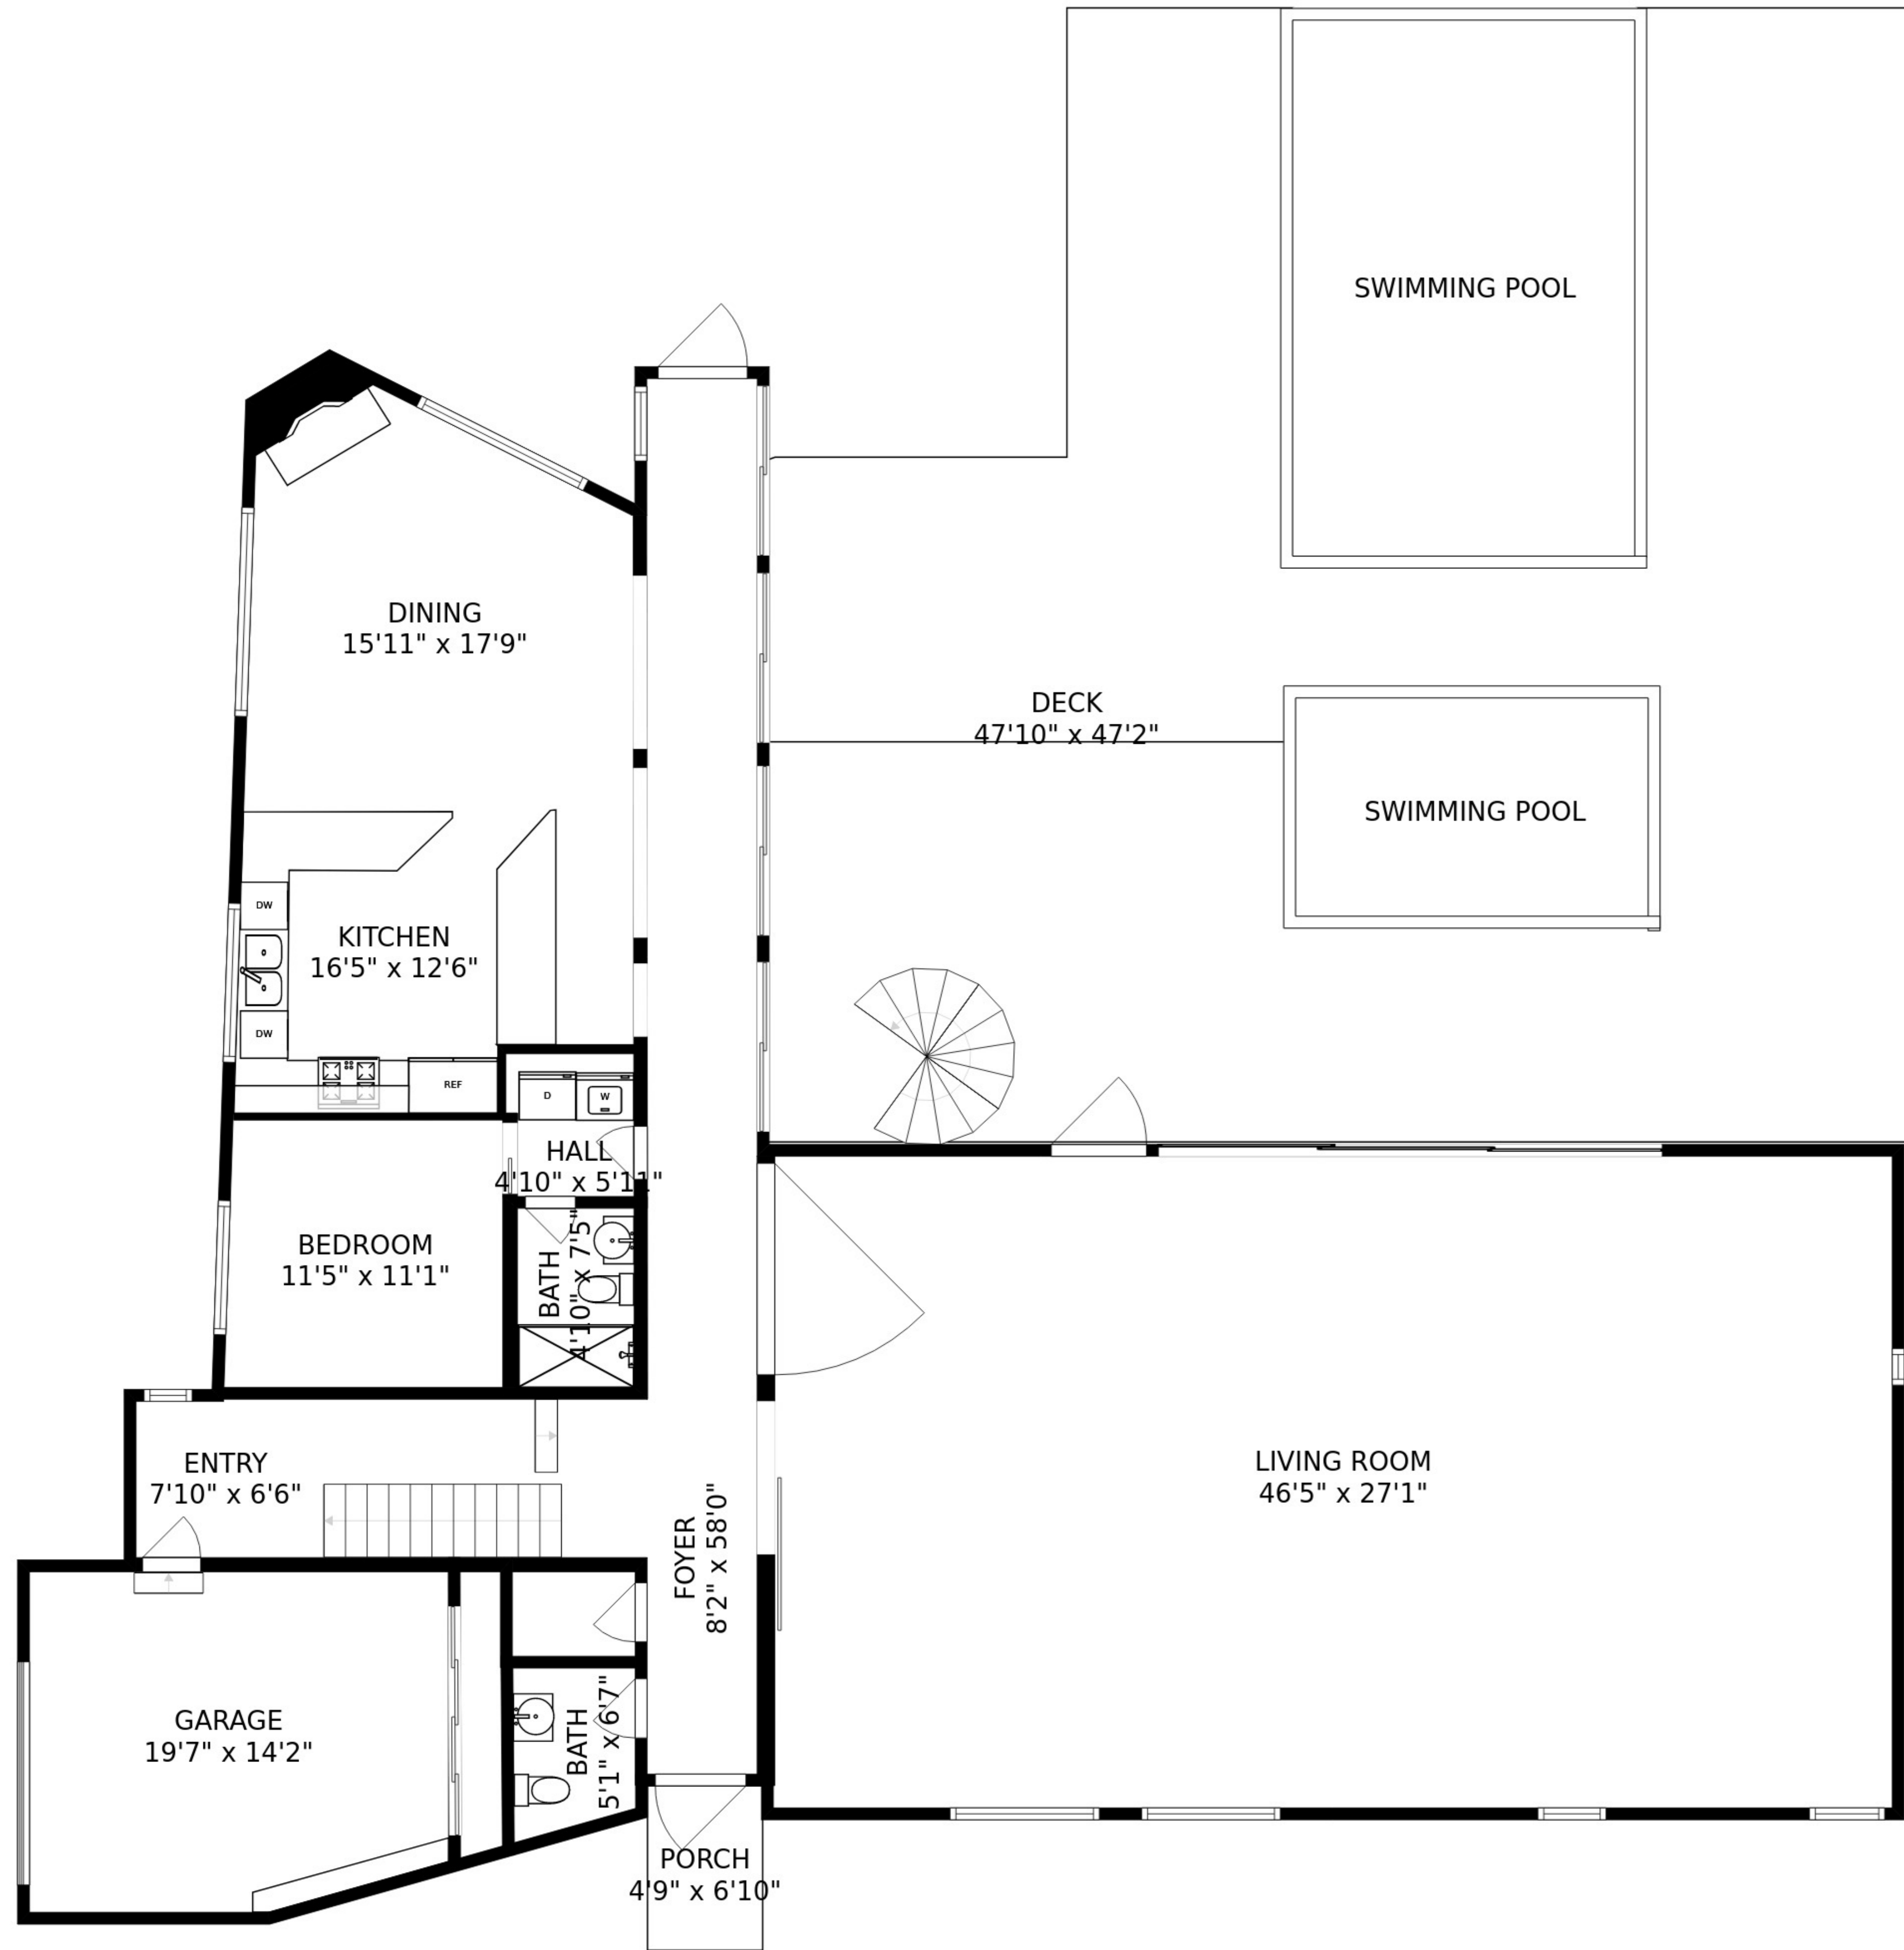 SWIMMING POOL
DINING
15'11" x 17'9"
DECK
47'10" x 47'2"
SWIMMING POOL
DW
KITCHEN
16'5" x 12'6"
DW
REF
D
W
HALL
4'10" x 5'11"
BEDROOM
11'5" x 11'1"
BATH
4'10" x 7'5"
ENTRY
7'10" x 6'6"
LIVING ROOM
46'5" x 27'1"
FOYER
8'2" x 58'0"
GARAGE
19'7" x 14'2"
BATH
5'1" x 6'7"
PORCH
4'9" x 6'10"